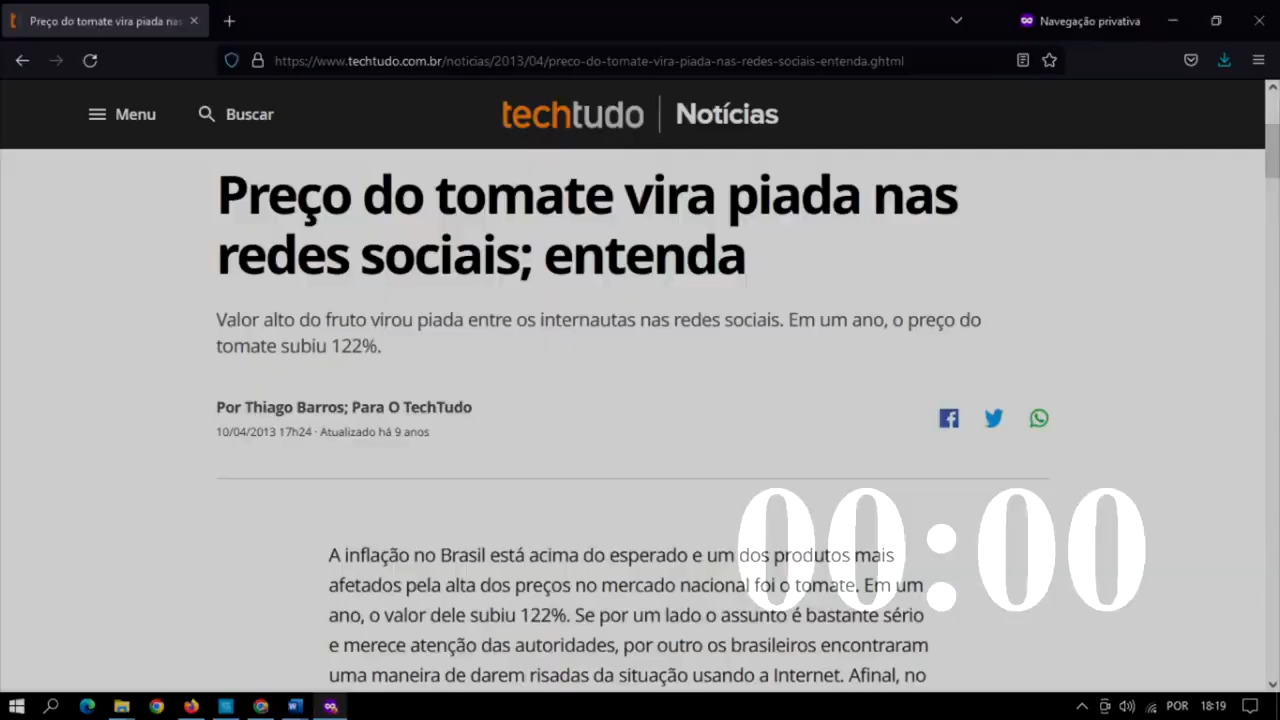 Preço do tomate vira piada nas
Navegação privativa
https://www.techtudo.com.br/noticias/2013/04/preco-do-tomate-vira-piada-nas-redes-sociais-entenda.ghtml
Menu
Buscar
techtudo
Notícias
Preço do tomate vira piada nas
redes sociais; entenda
Valor alto do fruto virou piada entre os internautas nas redes sociais. Em um ano, o preço do
tomate subiu 122%.
Por Thiago Barros; Para O TechTudo
10/04/2013 17h24 · Atualizado há 9 anos
00:00
A inflação no Brasil está acima do esperado e um dos produtos mais
afetados pela alta dos preços no mercado nacional foi o tomate. Em um
ano, o valor dele subiu 122%. Se por um lado o assunto é bastante sério
e merece atenção das autoridades, por outro os brasileiros encontraram
uma maneira de darem risadas da situação usando a Internet. Afinal, no
POR
18:19